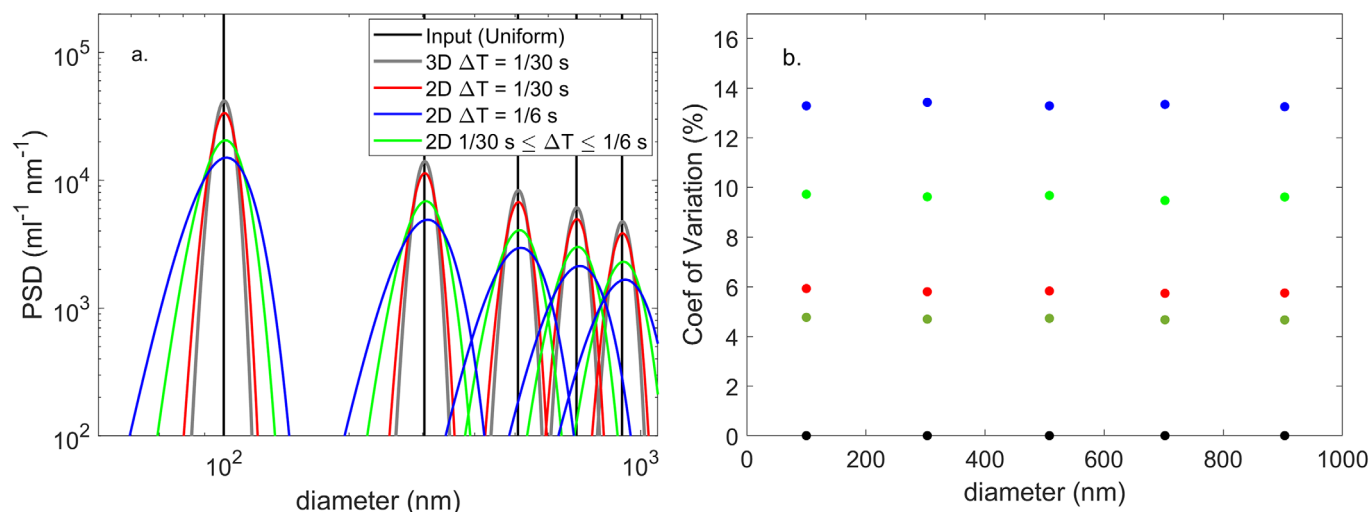 a.
Input (Uniform)
3D ΔT = 1/30 s
2D ΔT = 1/30 s
2D ΔT = 1/6 s
2D 1/30 s ≤ ΔT ≤ 1/6 s
PSD (ml⁻¹ nm⁻¹)
10⁵
10⁴
10³
10²
10² 10³
diameter (nm)
b.
Coef of Variation (%)
16
14
12
10
8
6
4
2
0
0 200 400 600 800 1000
diameter (nm)